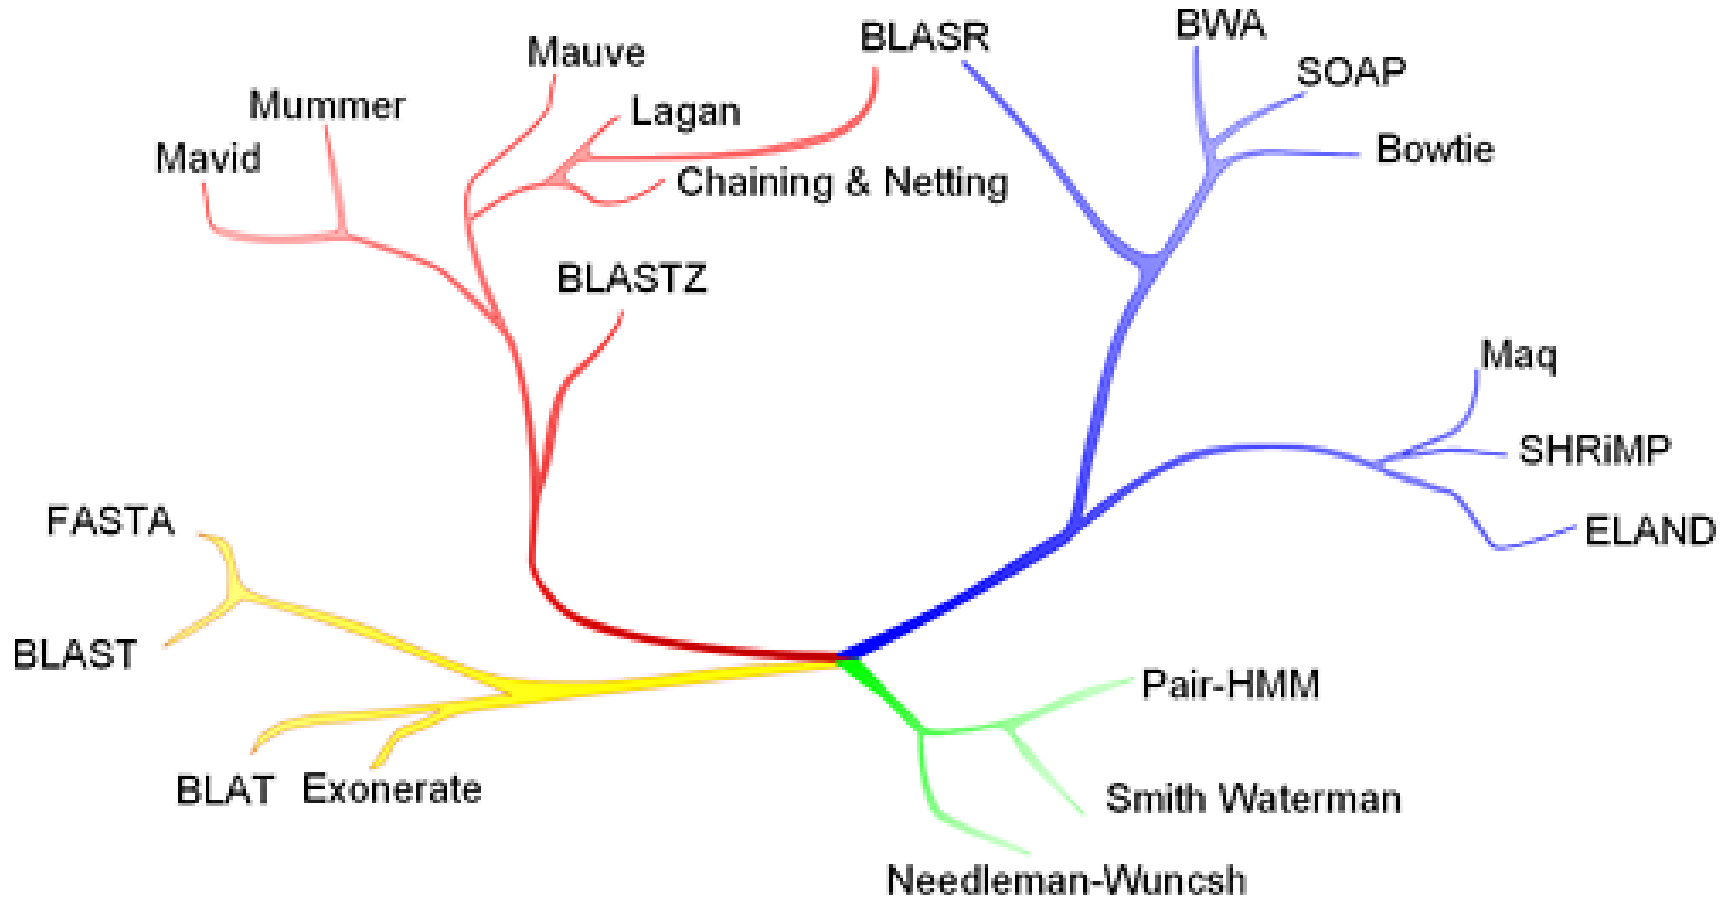 BWA
BLASR
Mauve
SOAP
Mummer
Lagan
Bowtie
Mavid
Chaining & Netting
BLASTZ
Maq
SHRiMP
FASTA
ELAND
BLAST
Pair-HMM
BLAT
Exonerate
Smith Waterman
Needleman-Wuncsh